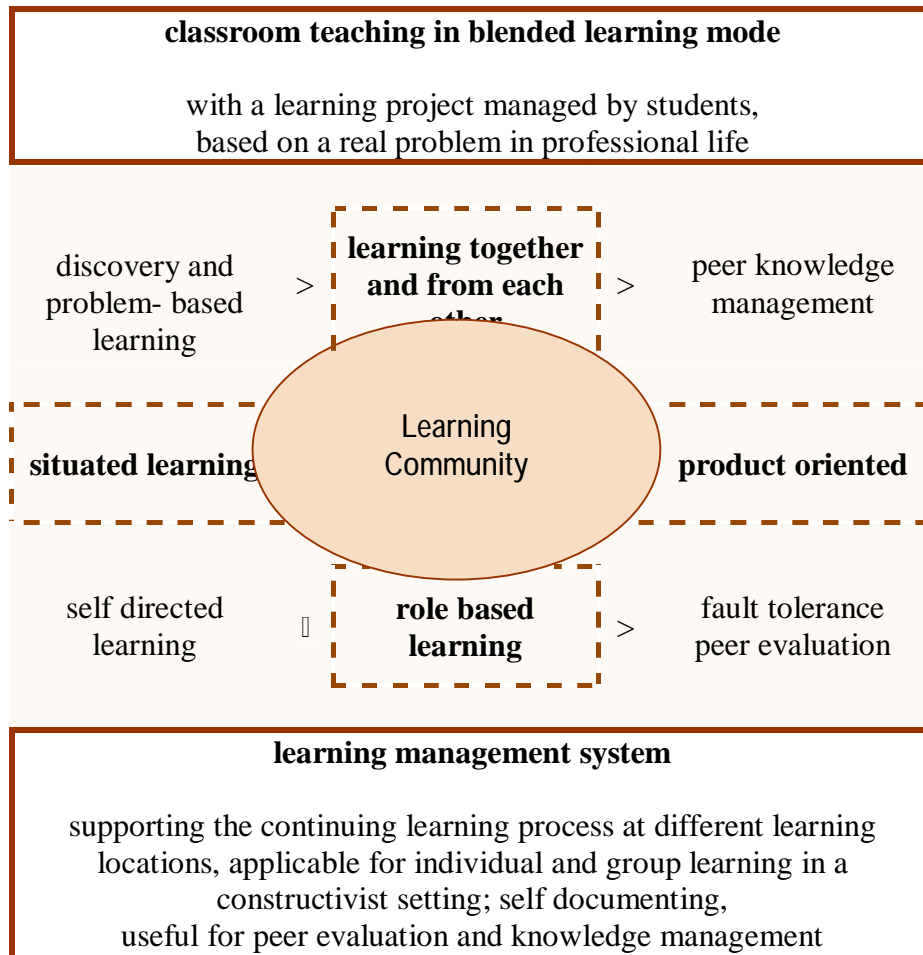 classroom teaching in blended learning mode
with a learning project managed by students,
based on a real problem in professional life
discovery and
problem- based
learning
>
learning together
and from each
other
>
peer knowledge
management
situated learning
Learning
Community
product oriented
self directed
learning
role based
learning
>
fault tolerance
peer evaluation
learning management system
supporting the continuing learning process at different learning
locations, applicable for individual and group learning in a
constructivist setting; self documenting,
useful for peer evaluation and knowledge management